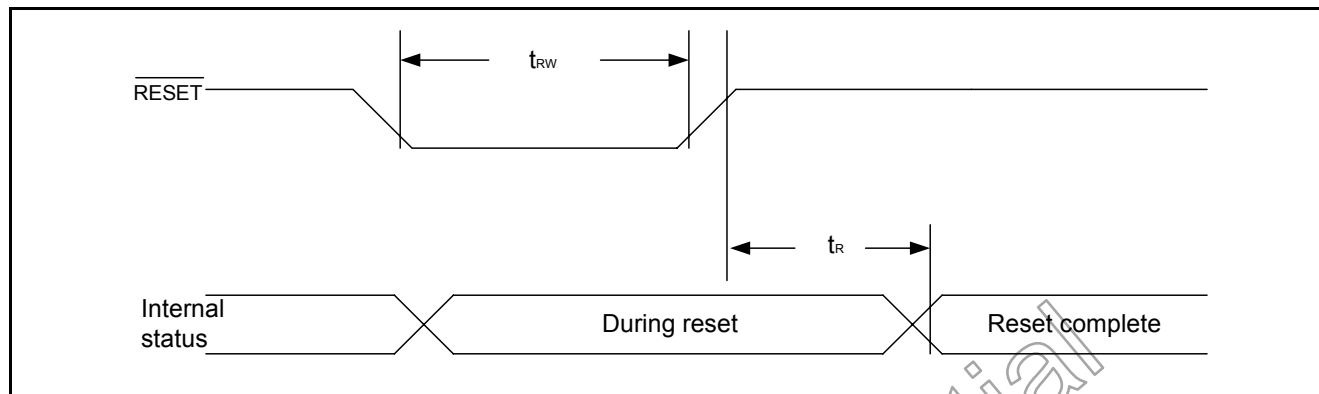 tRW
RESET
tR
Internal
status
During reset
Reset complete